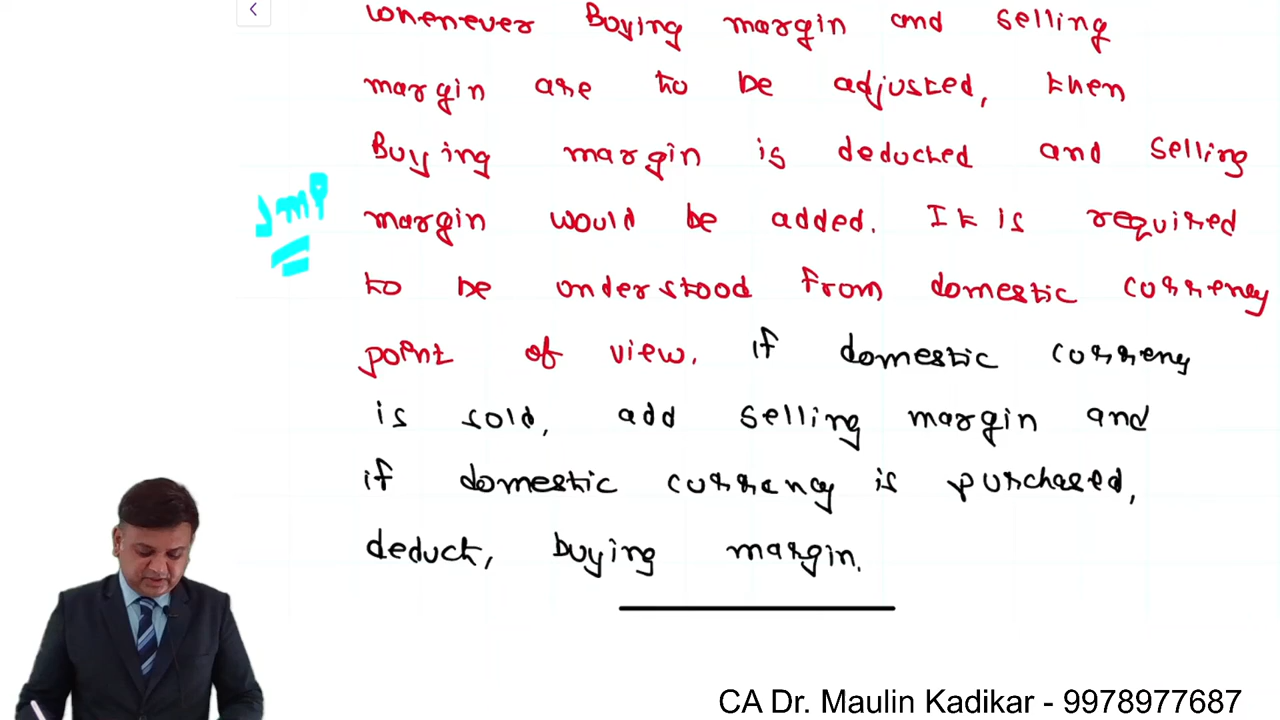 whenever Buying margin and selling
margin are to be adjusted, then
Buying margin is deducted and selling
Imp
margin would be added. It is required
to be understood from domestic currency
point of view. if domestic currency
is sold, add selling margin and
if domestic currency is purchased,
deduct, buying margin.
CA Dr. Maulin Kadikar - 9978977687